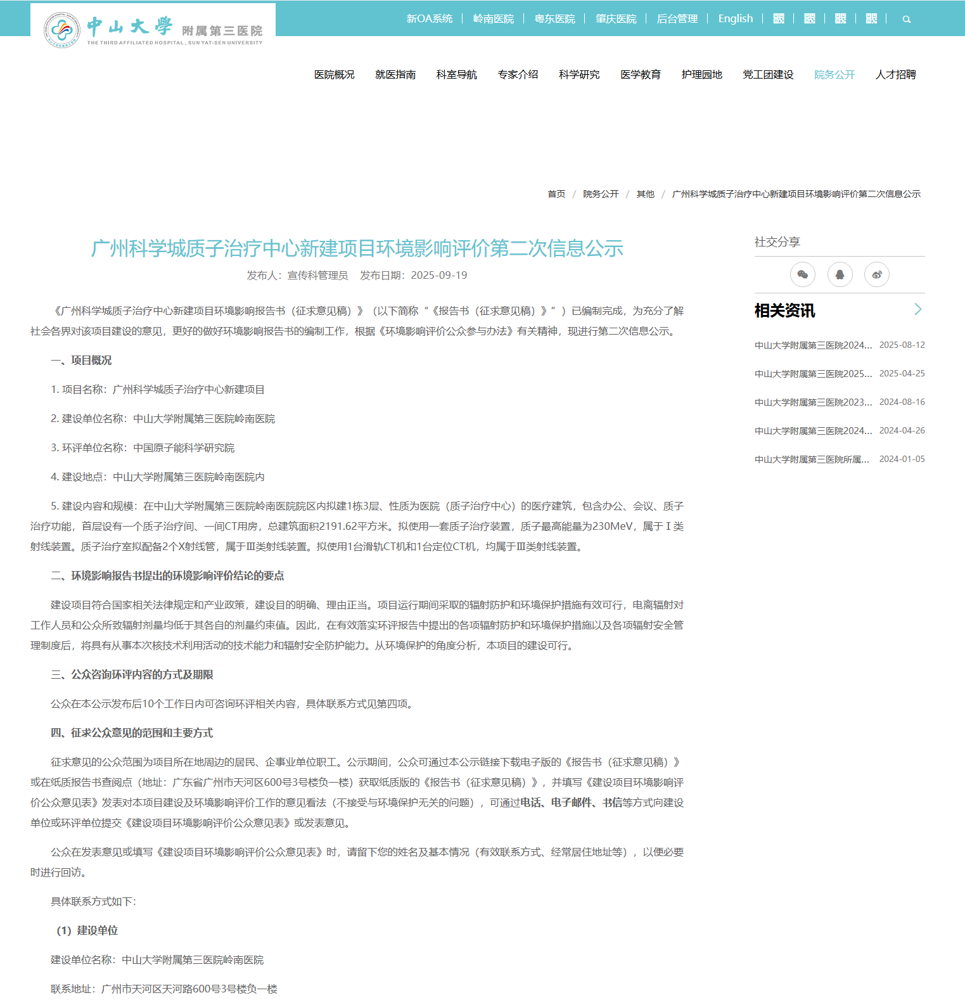 中山大学 附属第三医院
THE THIRD AFFILIATED HOSPITAL, SUN YAT-SEN UNIVERSITY
新OA系统 岭南医院 粤东医院 肇庆医院 后台管理 English
医院概况 就医指南 科室导航 专家介绍 科学研究 医学教育 护理园地 党工团建设 院务公开 人才招聘
首页 / 院务公开 / 其他 / 广州科学城质子治疗中心新建项目环境影响评价第二次信息公示
广州科学城质子治疗中心新建项目环境影响评价第二次信息公示
发布人：宣传科管理员 发布日期：2025-09-19
《广州科学城质子治疗中心新建项目环境影响报告书（征求意见稿）》（以下简称“《报告书（征求意见稿）》”）已编制完成，为充分了解
社会各界对该项目建设的意见，更好的做好环境影响报告书的编制工作，根据《环境影响评价公众参与办法》有关精神，现进行第二次信息公示。
一、项目概况
1. 项目名称：广州科学城质子治疗中心新建项目
2. 建设单位名称：中山大学附属第三医院岭南医院
3. 环评单位名称：中国原子能科学研究院
4. 建设地点：中山大学附属第三医院岭南医院内
5. 建设内容和规模：在中山大学附属第三医院岭南医院院区内拟建1栋3层、性质为医院（质子治疗中心）的医疗建筑，包含办公、会议、质子
治疗功能，首层设有一个质子治疗间、一间CT用房，总建筑面积2191.62平方米。拟使用一套质子治疗装置，质子最高能量为230MeV，属于Ⅰ类
射线装置。质子治疗室拟配备2个X射线管，属于Ⅲ类射线装置。拟使用1台滑轨CT机和1台定位CT机，均属于Ⅲ类射线装置。
二、环境影响报告书提出的环境影响评价结论的要点
建设项目符合国家相关法律规定和产业政策，建设目的明确、理由正当。项目运行期间采取的辐射防护和环境保护措施有效可行，电离辐射对
工作人员和公众所致辐射剂量均低于其各自的剂量约束值。因此，在有效落实环评报告中提出的各项辐射防护和环境保护措施以及各项辐射安全管
理制度后，将具有从事本次核技术利用活动的技术能力和辐射安全防护能力。从环境保护的角度分析，本项目的建设可行。
三、公众咨询环评内容的方式及期限
公众在本公示发布后10个工作日内可咨询环评相关内容，具体联系方式见第四项。
四、征求公众意见的范围和主要方式
征求意见的公众范围为项目所在地周边的居民、企事业单位职工。公示期间，公众可通过本公示链接下载电子版的《报告书（征求意见稿）》
或在纸质报告书查阅点（地址：广东省广州市天河区600号3号楼负一楼）获取纸质版的《报告书（征求意见稿）》，并填写《建设项目环境影响评
价公众意见表》发表对本项目建设及环境影响评价工作的意见看法（不接受与环境保护无关的问题），可通过电话、电子邮件、书信等方式向建设
单位或环评单位提交《建设项目环境影响评价公众意见表》或发表意见。
公众在发表意见或填写《建设项目环境影响评价公众意见表》时，请留下您的姓名及基本情况（有效联系方式、经常居住地址等），以便必要
时进行回访。
具体联系方式如下：
（1）建设单位
建设单位名称：中山大学附属第三医院岭南医院
联系地址：广州市天河区天河路600号3号楼负一楼
社交分享
相关资讯
中山大学附属第三医院2024... 2025-08-12
中山大学附属第三医院2025... 2025-04-25
中山大学附属第三医院2023... 2024-08-16
中山大学附属第三医院2024... 2024-04-26
中山大学附属第三医院所属... 2024-01-05